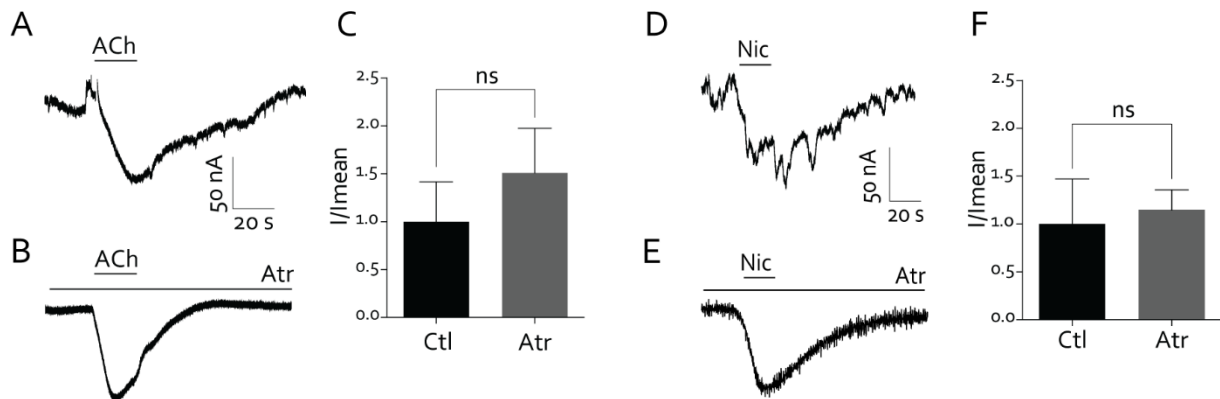 A
ACh
50 nA
20 s
B
ACh
Atr
C
ns
I/Imean
2.5
2.0
1.5
1.0
0.5
0.0
Ctl
Atr
D
Nic
50 nA
20 s
E
Nic
Atr
F
ns
I/Imean
2.5
2.0
1.5
1.0
0.5
0.0
Ctl
Atr